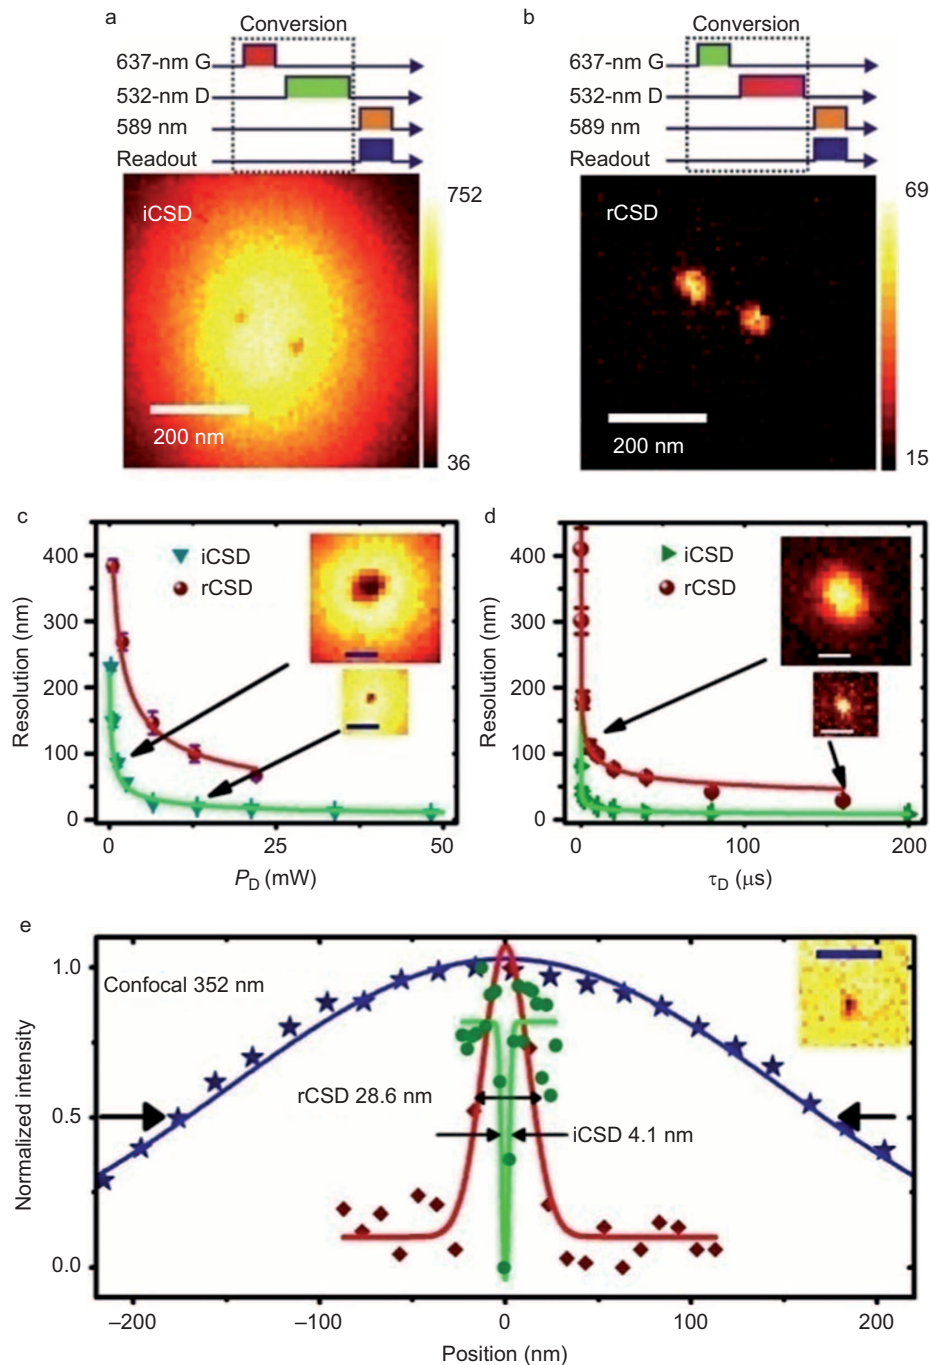 a
Conversion
637-nm G
532-nm D
589 nm
Readout
iCSD
200 nm
752
36
b
Conversion
637-nm G
532-nm D
589 nm
Readout
rCSD
200 nm
69
15
c
Resolution (nm)
400
300
200
100
0
iCSD
rCSD
0
25
50
P_D (mW)
d
Resolution (nm)
400
300
200
100
0
iCSD
rCSD
0
100
200
τ_D (μs)
e
Normalized intensity
1.0
0.5
0.0
Confocal 352 nm
rCSD 28.6 nm
iCSD 4.1 nm
–200
–100
0
100
200
Position (nm)